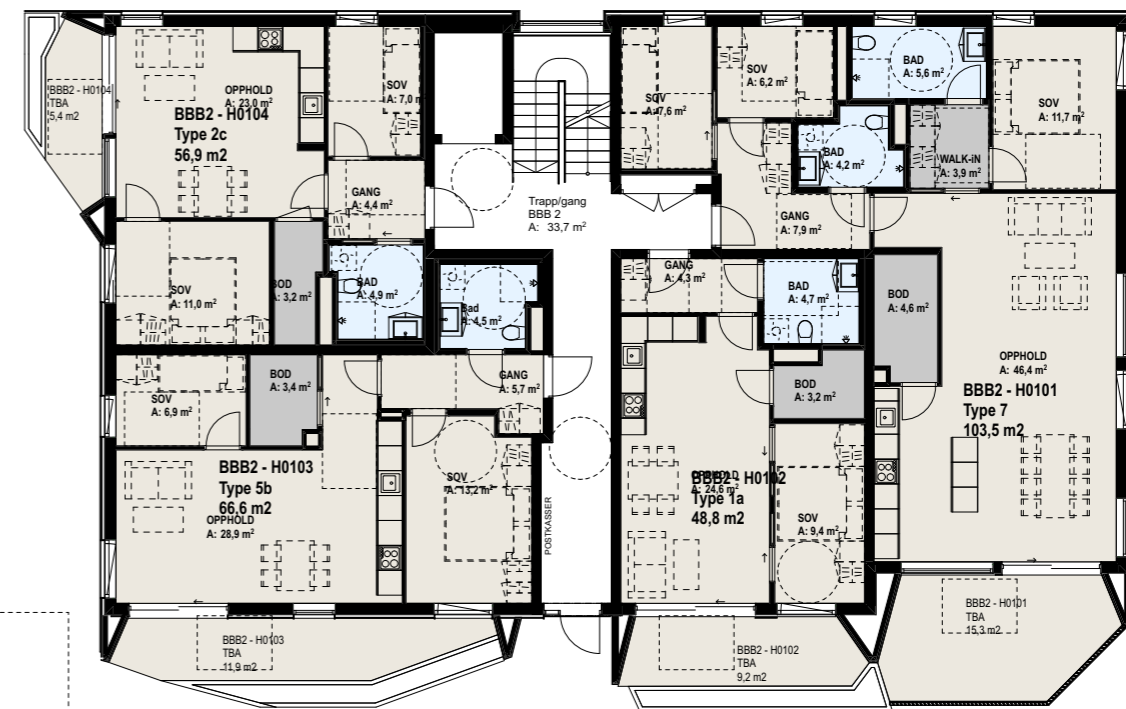 BBB2 - H0104
TBA
5,4 m2
OPPHOLD
A: 23,0 m²
BBB2 - H0104
Type 2c
56,9 m2
SOV
A: 7,0 m
GANG
A: 4,4 m²
SOV
A: 11,0 m²
BOD
A: 3,2 m²
BAD
A: 4,9 m²
Bad
A: 4,5 m²
Trapp/gang
BBB 2
A: 33,7 m²
SOV
A: 7,6 m²
SOV
A: 6,2 m²
BAD
A: 5,6 m²
BAD
A: 4,2 m²
WALK-iN
A: 3,9 m²
SOV
A: 11,7 m²
GANG
A: 7,9 m²
GANG
A: 4,3 m²
BAD
A: 4,7 m²
BOD
A: 4,6 m²
OPPHOLD
A: 46,4 m²
BBB2 - H0101
Type 7
103,5 m2
SOV
A: 6,9 m²
BOD
A: 3,4 m²
GANG
A: 5,7 m²
BOD
A: 3,2 m²
BBB2 - H0103
Type 5b
66,6 m2
OPPHOLD
A: 28,9 m²
SOV
A: 13,2 m²
POSTKASSER
OPPHOLD
A: 24,6 m²
BBB2 - H0102
Type 1a
48,8 m2
SOV
A: 9,4 m²
BBB2 - H0103
TBA
11,9 m2
BBB2 - H0102
TBA
9,2 m2
BBB2 - H0101
TBA
15,3 m2